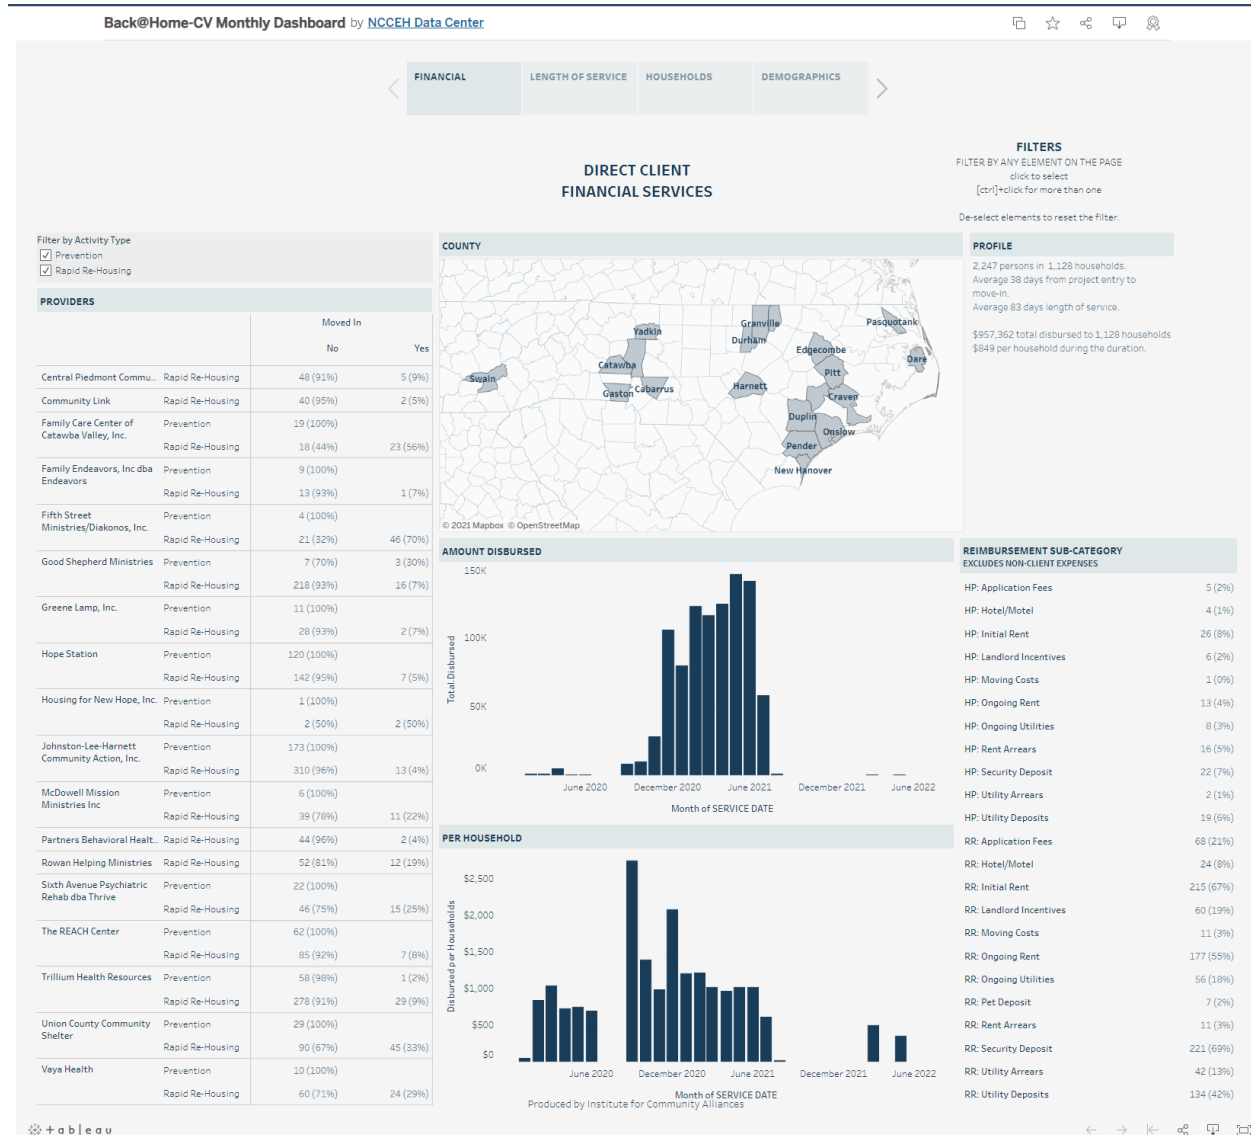 Back@Home-CV Monthly Dashboard by NCCEH Data Center
FINANCIAL
LENGTH OF SERVICE
HOUSEHOLDS
DEMOGRAPHICS
DIRECT CLIENT
FINANCIAL SERVICES
FILTERS
FILTER BY ANY ELEMENT ON THE PAGE
click to select
[ctrl]+click for more than one
De-select elements to reset the filter.
Filter by Activity Type
Prevention
Rapid Re-Housing
PROVIDERS
Moved In
No Yes
Central Piedmont Commu.. Rapid Re-Housing 48 (91%) 5 (9%)
Community Link Rapid Re-Housing 40 (95%) 2 (5%)
Family Care Center of Catawba Valley, Inc. Prevention 19 (100%)
Rapid Re-Housing 18 (44%) 23 (56%)
Family Endeavors, Inc dba Endeavors Prevention 9 (100%)
Rapid Re-Housing 13 (93%) 1 (7%)
Fifth Street Ministries/Diakonos, Inc. Prevention 4 (100%)
Rapid Re-Housing 21 (32%) 46 (70%)
Good Shepherd Ministries Prevention 7 (70%) 3 (30%)
Rapid Re-Housing 218 (93%) 16 (7%)
Greene Lamp, Inc. Prevention 11 (100%)
Rapid Re-Housing 28 (93%) 2 (7%)
Hope Station Prevention 120 (100%)
Rapid Re-Housing 142 (95%) 7 (5%)
Housing for New Hope, Inc. Prevention 1 (100%)
Rapid Re-Housing 2 (50%) 2 (50%)
Johnston-Lee-Harnett Community Action, Inc. Prevention 173 (100%)
Rapid Re-Housing 310 (96%) 13 (4%)
McDowell Mission Ministries Inc Prevention 6 (100%)
Rapid Re-Housing 39 (78%) 11 (22%)
Partners Behavioral Healt.. Rapid Re-Housing 44 (96%) 2 (4%)
Rowan Helping Ministries Rapid Re-Housing 52 (81%) 12 (19%)
Sixth Avenue Psychiatric Rehab dba Thrive Prevention 22 (100%)
Rapid Re-Housing 46 (75%) 15 (25%)
The REACH Center Prevention 62 (100%)
Rapid Re-Housing 85 (92%) 7 (8%)
Trillium Health Resources Prevention 58 (98%) 1 (2%)
Rapid Re-Housing 278 (91%) 29 (9%)
Union County Community Shelter Prevention 29 (100%)
Rapid Re-Housing 90 (67%) 45 (33%)
Vaya Health Prevention 10 (100%)
Rapid Re-Housing 60 (71%) 24 (29%)
COUNTY
Yadkin
Granville
Pasquotank
Durham
Edgecombe
Dare
Catawba
Swain
Pitt
Gaston
Cabarrus
Harnett
Craven
Duplin
Onslow
Pender
New Hanover
© 2021 Mapbox © OpenStreetMap
PROFILE
2,247 persons in 1,128 households.
Average 38 days from project entry to
move-in.
Average 83 days length of service.
$957,362 total disbursed to 1,128 households
$849 per household during the duration.
AMOUNT DISBURSED
Total.Disbursed
150K
100K
50K
0K
June 2020 December 2020 June 2021 December 2021 June 2022
Month of SERVICE DATE
PER HOUSEHOLD
Disbursed per Households
$2,500
$2,000
$1,500
$1,000
$500
$0
June 2020 December 2020 June 2021 December 2021 June 2022
Month of SERVICE DATE
Produced by Institute for Community Alliances
REIMBURSEMENT SUB-CATEGORY
EXCLUDES NON-CLIENT EXPENSES
HP: Application Fees 5 (2%)
HP: Hotel/Motel 4 (1%)
HP: Initial Rent 26 (8%)
HP: Landlord Incentives 6 (2%)
HP: Moving Costs 1 (0%)
HP: Ongoing Rent 13 (4%)
HP: Ongoing Utilities 8 (3%)
HP: Rent Arrears 16 (5%)
HP: Security Deposit 22 (7%)
HP: Utility Arrears 2 (1%)
HP: Utility Deposits 19 (6%)
RR: Application Fees 68 (21%)
RR: Hotel/Motel 24 (8%)
RR: Initial Rent 215 (67%)
RR: Landlord Incentives 60 (19%)
RR: Moving Costs 11 (3%)
RR: Ongoing Rent 177 (55%)
RR: Ongoing Utilities 56 (18%)
RR: Pet Deposit 7 (2%)
RR: Rent Arrears 11 (3%)
RR: Security Deposit 221 (69%)
RR: Utility Arrears 42 (13%)
RR: Utility Deposits 134 (42%)
+ a b | e a u